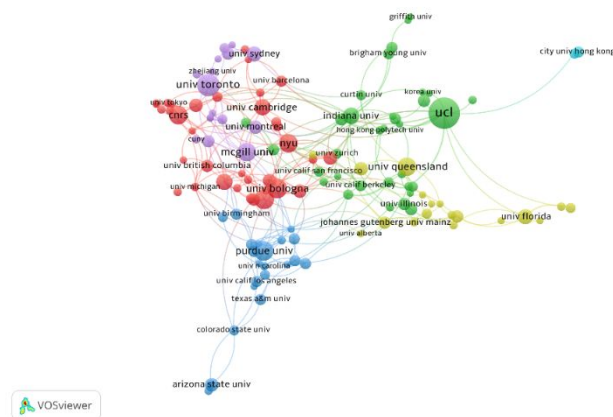 griffith univ
univ sydney
brigham young univ
city univ hong kong
zhejiang univ
univ toronto
univ barcelona
curtin univ
korea univ
univ tokyo
univ cambridge
cnrs
indiana univ
ucl
univ montreal
hong kong polytech univ
cuny
nyu
mcgill univ
univ zurich
univ british columbia
univ calif san francisco
univ queensland
univ michigan
univ bologna
univ calif berkeley
univ illinois
univ birmingham
johannes gutenberg univ mainz
univ florida
univ alberta
purdue univ
univ n carolina
univ calif los angeles
texas a&m univ
colorado state univ
arizona state univ
VOSviewer